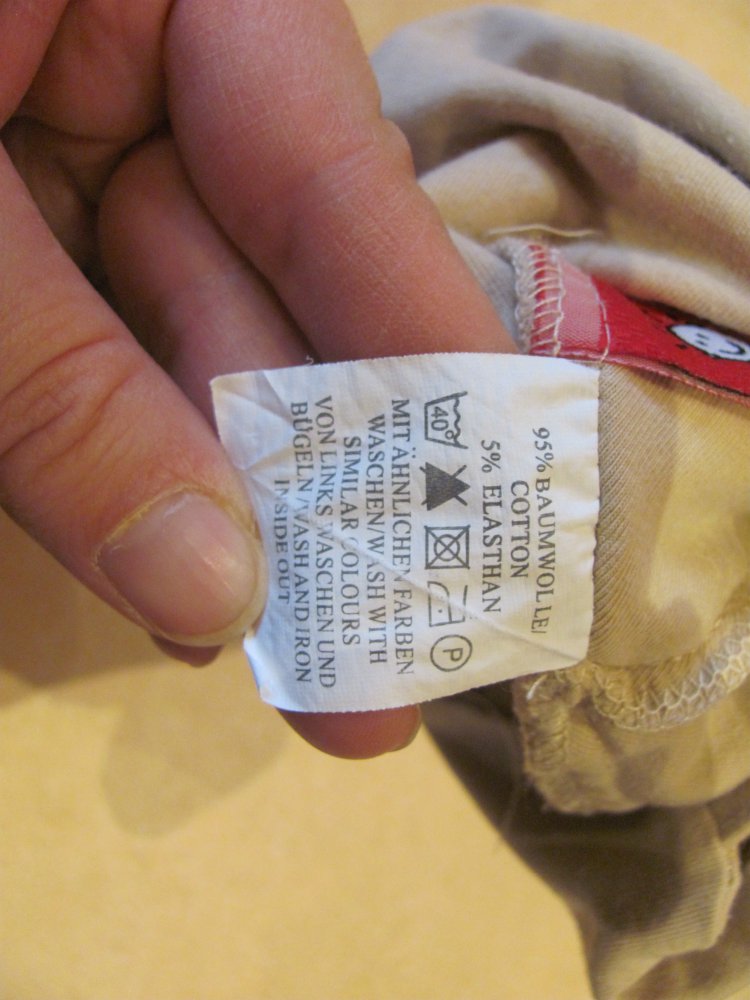 95% BAUMWOLLE/
COTTON
5% ELASTHAN
40°
P
MIT ÄHNLICHEN FARBEN
WASCHEN/WASH WITH
SIMILAR COLOURS
VON LINKS WASCHEN UND
BÜGELN/WASH AND IRON
INSIDE OUT